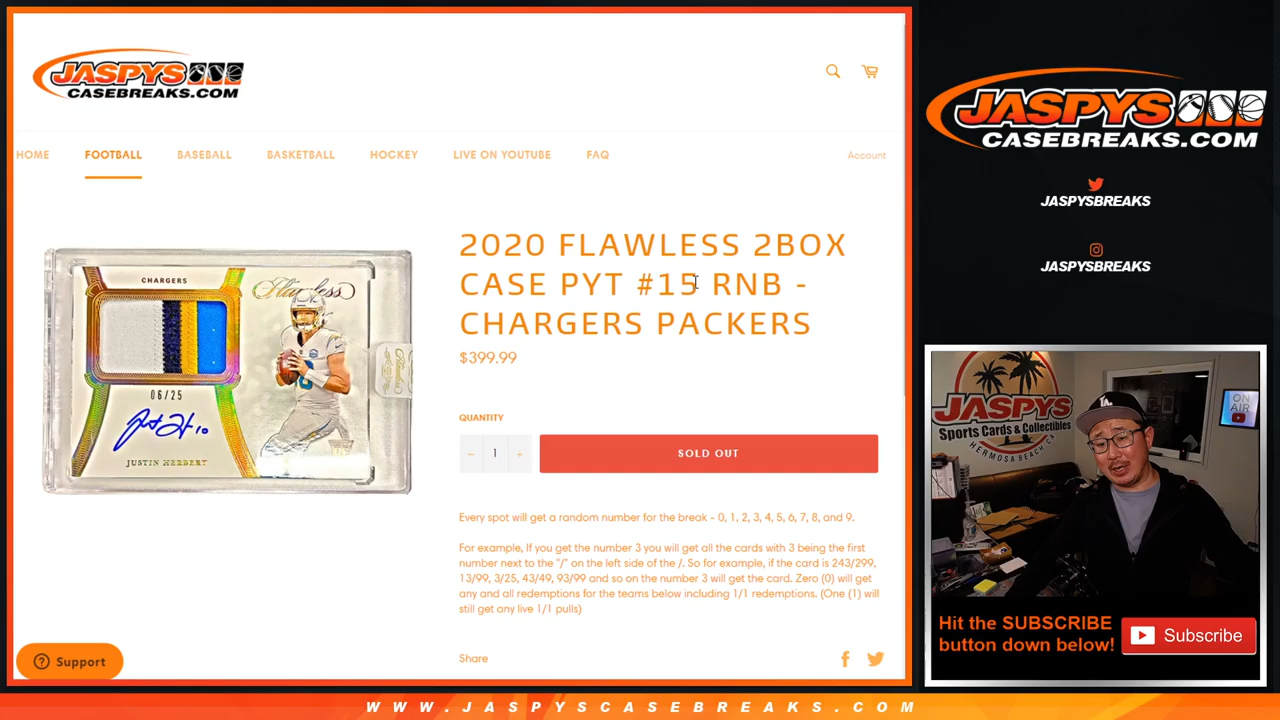 JASPYS
CASEBREAKS.COM
HOME
FOOTBALL
BASEBALL
BASKETBALL
HOCKEY
LIVE ON YOUTUBE
FAQ
Account
CHARGERS
Flawless
06/25
JUSTIN HERBERT
2020 FLAWLESS 2BOX
CASE PYT #15 RNB -
CHARGERS PACKERS
$399.99
QUANTITY
− 1 +
SOLD OUT
Every spot will get a random number for the break - 0, 1, 2, 3, 4, 5, 6, 7, 8, and 9.
For example, If you get the number 3 you will get all the cards with 3 being the first
number next to the "/" on the left side of the /. So for example, if the card is 243/299,
13/99, 3/25, 43/49, 93/99 and so on the number 3 will get the card. Zero (0) will get
any and all redemptions for the teams below including 1/1 redemptions. (One (1) will
still get any live 1/1 pulls)
Share
Support
JASPYS
CASEBREAKS.COM
JASPYSBREAKS
JASPYSBREAKS
JASPYS
Sports Cards & Collectibles
HERMOSA BEACH CA
LA
ON
AIR
Hit the SUBSCRIBE
button down below!
Subscribe
WWW.JASPYSCASEBREAKS.COM